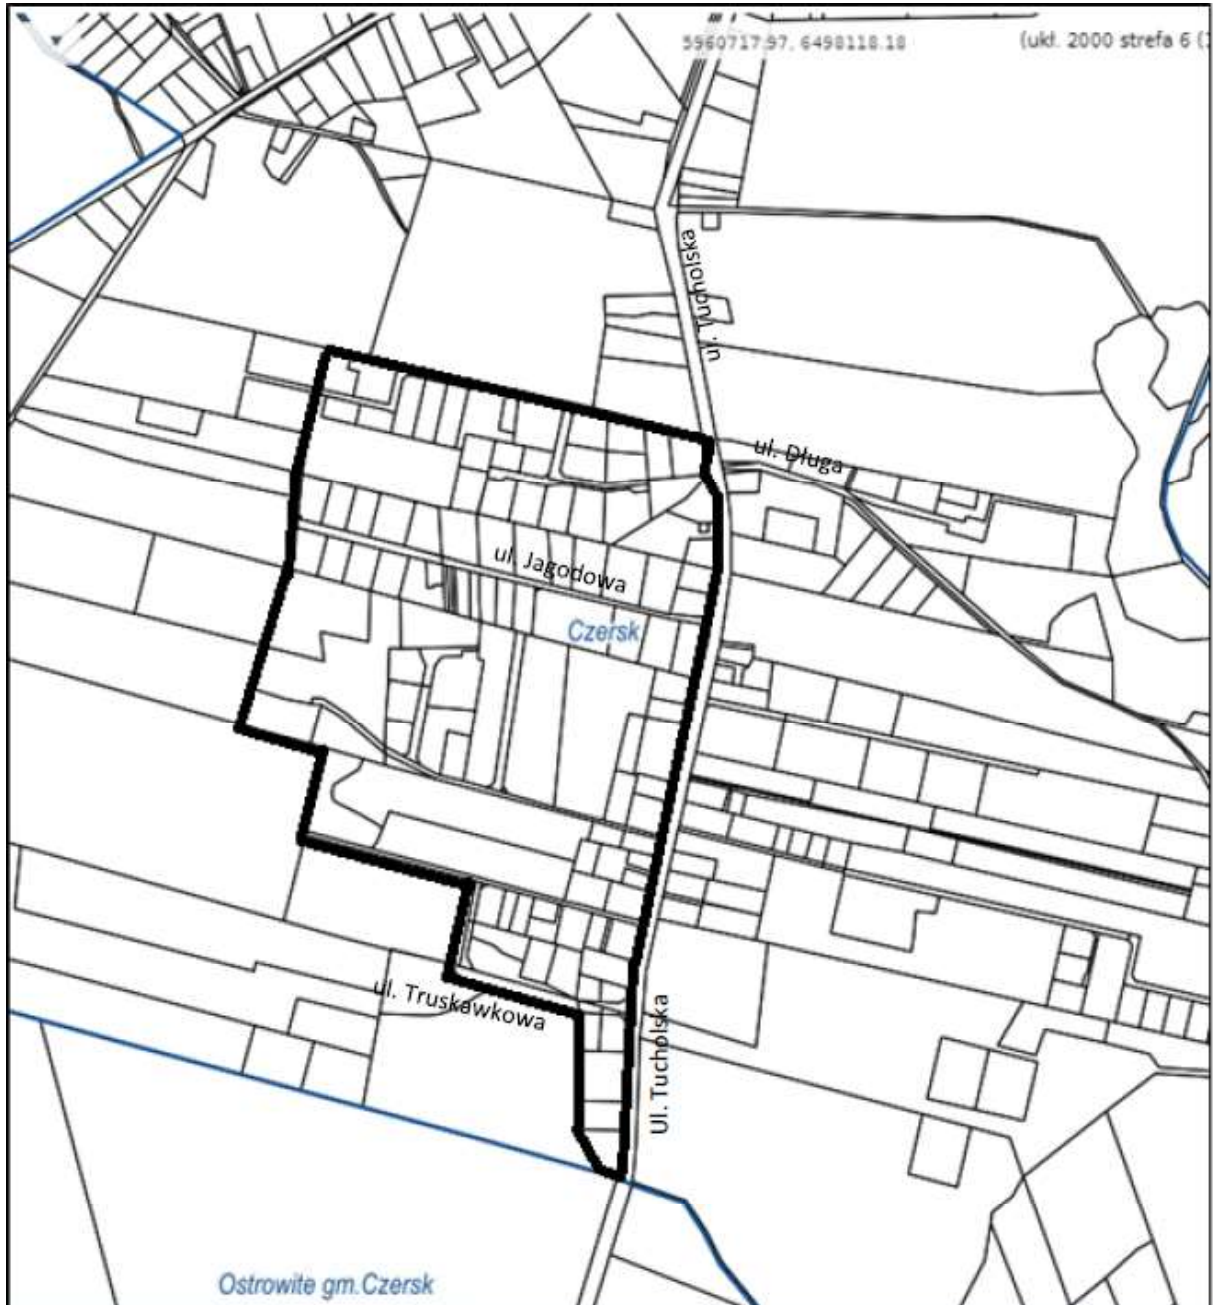 5960717.97, 6498118.18
(ukł. 2000 strefa 6 (
ul. Tucholska
ul. Długa
ul. Jagodowa
Czersk
ul. Truskawkowa
Ul. Tucholska
Ostrowite gm.Czersk